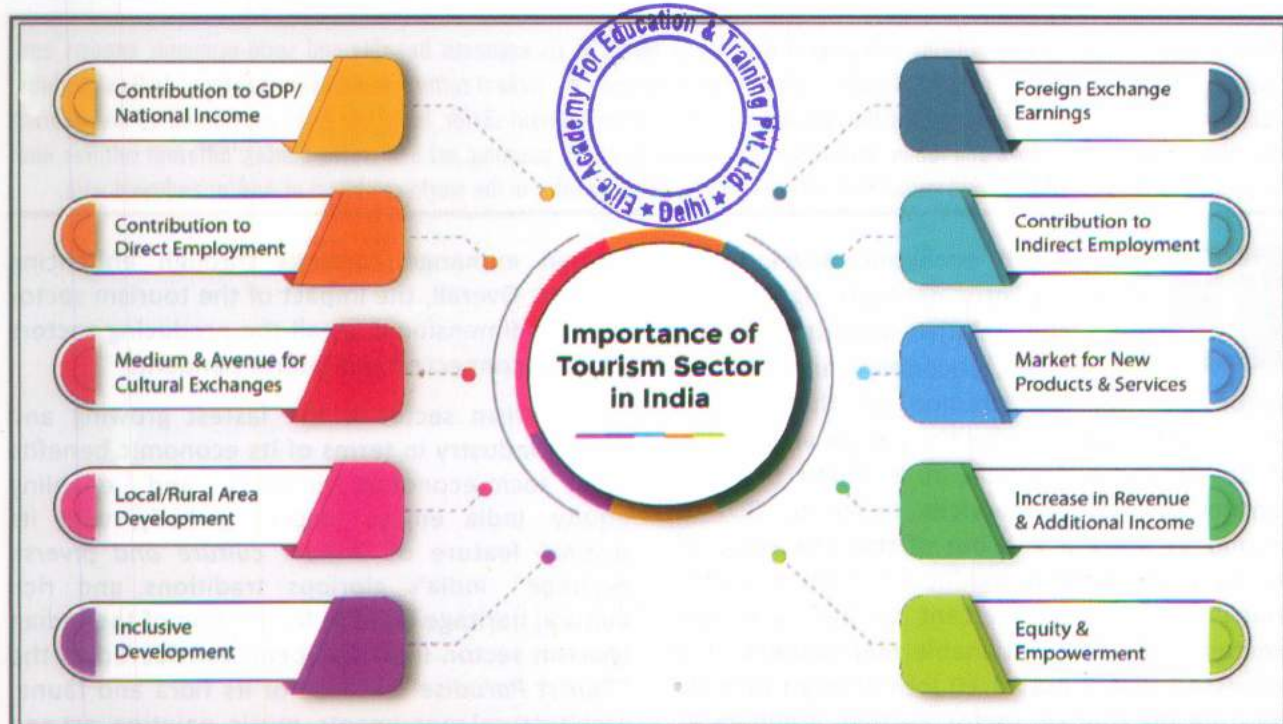 Elite Academy For Education & Training Pvt. Ltd.
★ Delhi ★
Contribution to GDP/
National Income
Contribution to
Direct Employment
Medium & Avenue for
Cultural Exchanges
Local/Rural Area
Development
Inclusive
Development
Importance of
Tourism Sector
in India
Foreign Exchange
Earnings
Contribution to
Indirect Employment
Market for New
Products & Services
Increase in Revenue
& Additional Income
Equity &
Empowerment